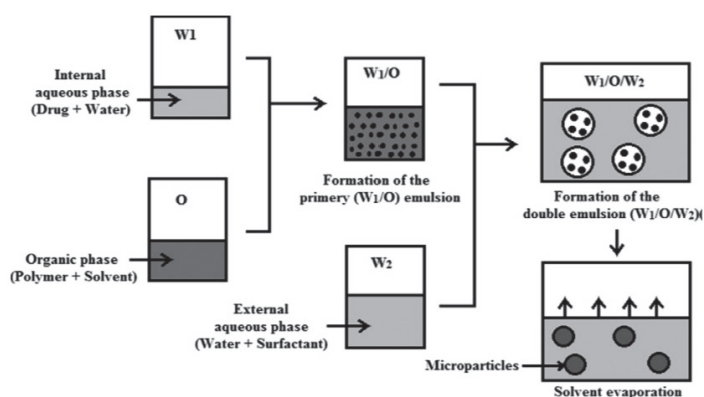 W1
Internal
aqueous phase
(Drug + Water)
O
Organic phase
(Polymer + Solvent)
W1/O
Formation of the
primery (W1/O) emulsion
W2
External
aqueous phase
(Water + Surfactant)
W1/O/W2
Formation of the
double emulsion (W1/O/W2)(
Microparticles
Solvent evaporation